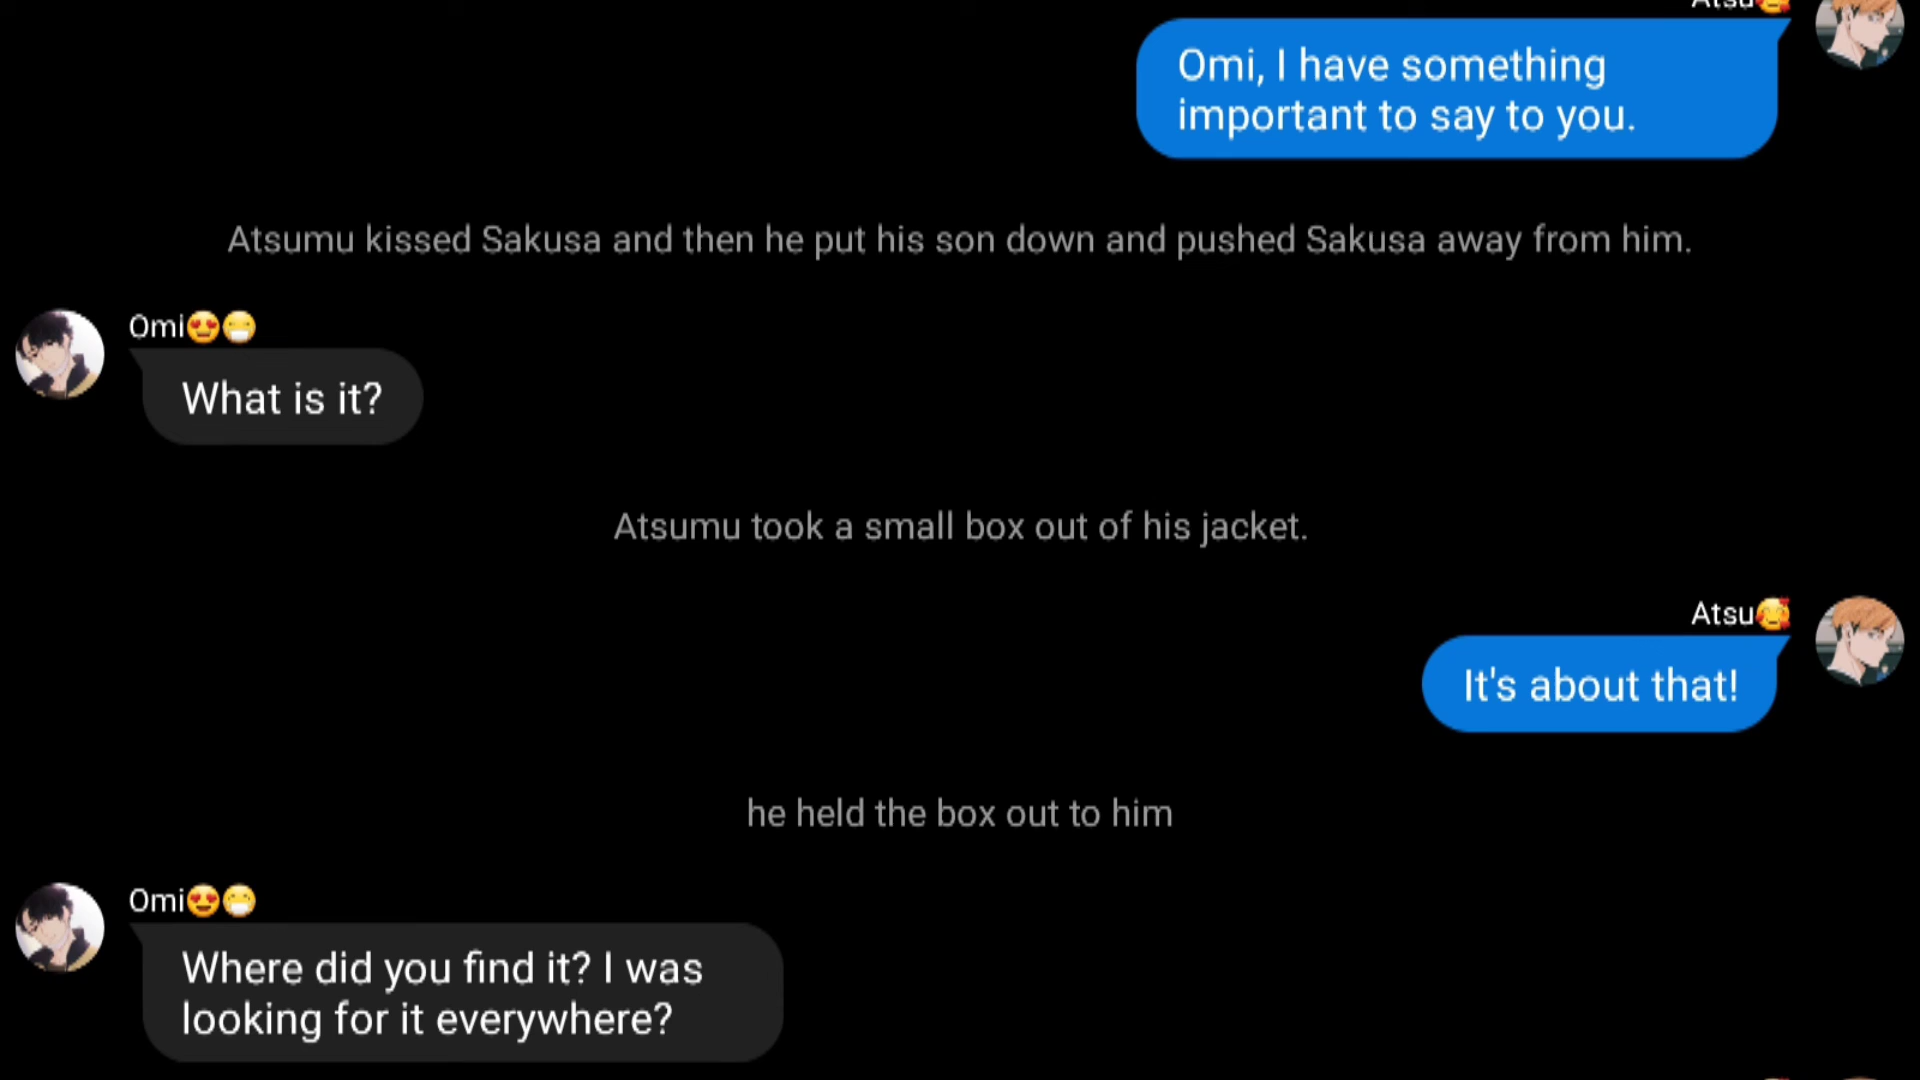 Atsu🥰
Omi, I have something
important to say to you.
Atsumu kissed Sakusa and then he put his son down and pushed Sakusa away from him.
Omi😍😷
What is it?
Atsumu took a small box out of his jacket.
Atsu🥰
It's about that!
he held the box out to him
Omi😍😷
Where did you find it? I was
looking for it everywhere?